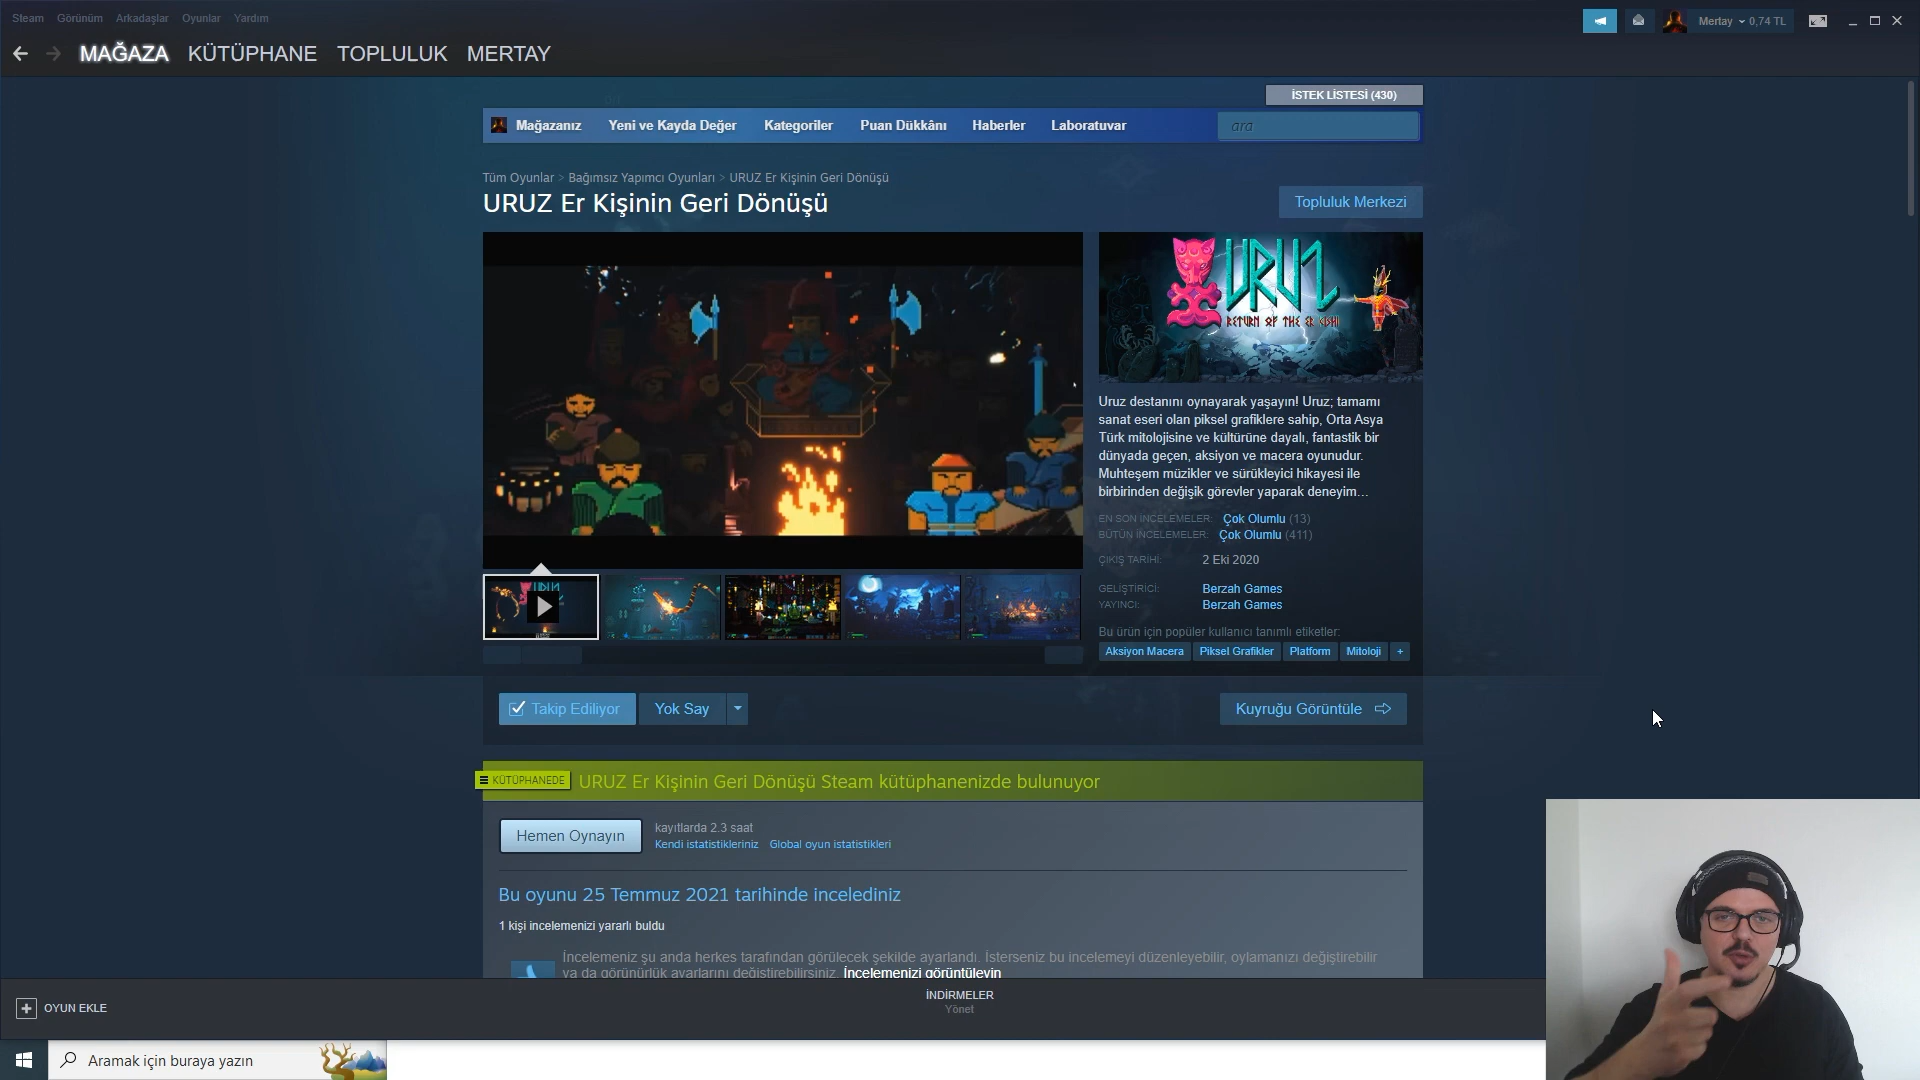 Steam Görünüm Arkadaşlar Oyunlar Yardım
Mertay 0,74 TL
MAĞAZA KÜTÜPHANE TOPLULUK MERTAY
İSTEK LİSTESİ (430)
Mağazanız Yeni ve Kayda Değer Kategoriler Puan Dükkânı Haberler Laboratuvar ara
Tüm Oyunlar > Bağımsız Yapımcı Oyunları > URUZ Er Kişinin Geri Dönüşü
URUZ Er Kişinin Geri Dönüşü
Topluluk Merkezi
URUZ
RETURN OF THE ER KISHI
Uruz destanını oynayarak yaşayın! Uruz; tamamı
sanat eseri olan piksel grafiklere sahip, Orta Asya
Türk mitolojisine ve kültürüne dayalı, fantastik bir
dünyada geçen, aksiyon ve macera oyunudur.
Muhteşem müzikler ve sürükleyici hikayesi ile
birbirinden değişik görevler yaparak deneyim...
EN SON İNCELEMELER: Çok Olumlu (13)
BÜTÜN İNCELEMELER: Çok Olumlu (411)
ÇIKIŞ TARİHİ: 2 Eki 2020
GELİŞTİRİCİ: Berzah Games
YAYINCI: Berzah Games
Bu ürün için popüler kullanıcı tanımlı etiketler:
Aksiyon Macera Piksel Grafikler Platform Mitoloji +
Takip Ediliyor Yok Say
Kuyruğu Görüntüle
KÜTÜPHANEDE URUZ Er Kişinin Geri Dönüşü Steam kütüphanenizde bulunuyor
Hemen Oynayın
kayıtlarda 2.3 saat
Kendi istatistikleriniz Global oyun istatistikleri
Bu oyunu 25 Temmuz 2021 tarihinde incelediniz
1 kişi incelemenizi yararlı buldu
İncelemeniz şu anda herkes tarafından görülecek şekilde ayarlandı. İsterseniz bu incelemeyi düzenleyebilir, oylamanızı değiştirebilir
ya da görünürlük ayarlarını değiştirebilirsiniz. İncelemenizi görüntüleyin
OYUN EKLE
İNDİRMELER
Yönet
Aramak için buraya yazın